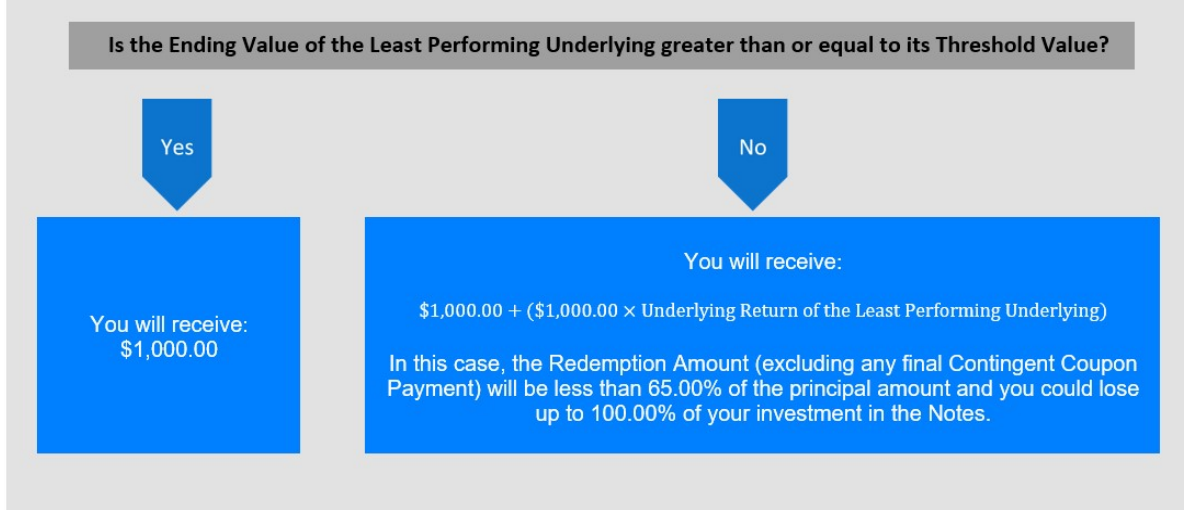 Is the Ending Value of the Least Performing Underlying greater than or equal to its Threshold Value?
Yes
No
You will receive:
$1,000.00
You will receive:
$1,000.00 + ($1,000.00 × Underlying Return of the Least Performing Underlying)
In this case, the Redemption Amount (excluding any final Contingent Coupon
Payment) will be less than 65.00% of the principal amount and you could lose
up to 100.00% of your investment in the Notes.